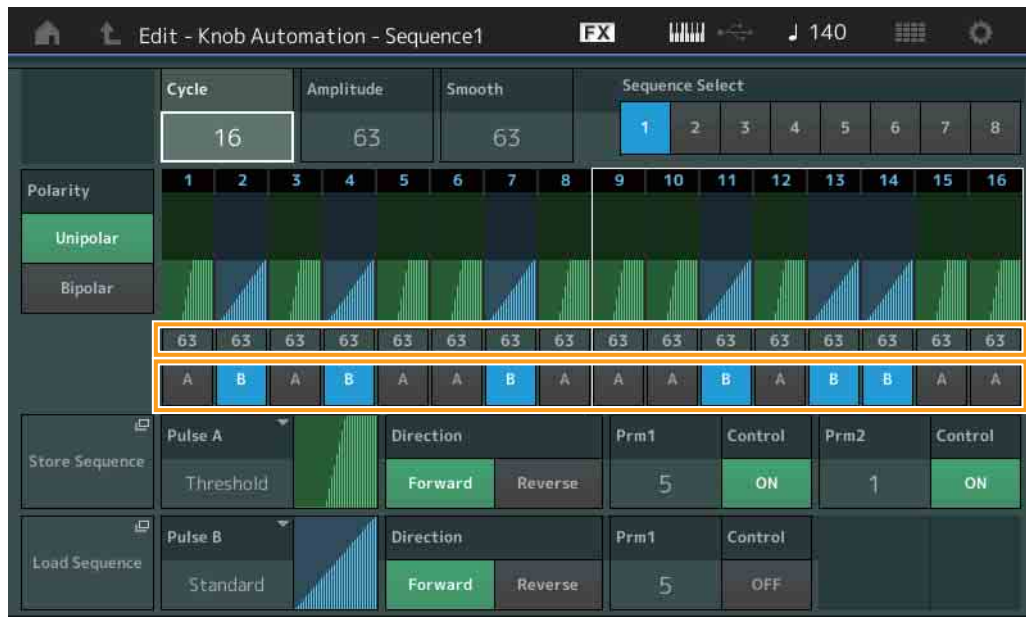 Edit - Knob Automation - Sequence1 FX ♩ 140
Cycle Amplitude Smooth Sequence Select
16 63 63 1 2 3 4 5 6 7 8
Polarity 1 2 3 4 5 6 7 8 9 10 11 12 13 14 15 16
Unipolar
Bipolar
63 63 63 63 63 63 63 63 63 63 63 63 63 63 63 63
A B A B A A B A A A B A B B A A
Store Sequence Pulse A Direction Prm1 Control Prm2 Control
Threshold Forward Reverse 5 ON 1 ON
Load Sequence Pulse B Direction Prm1 Control
Standard Forward Reverse 5 OFF